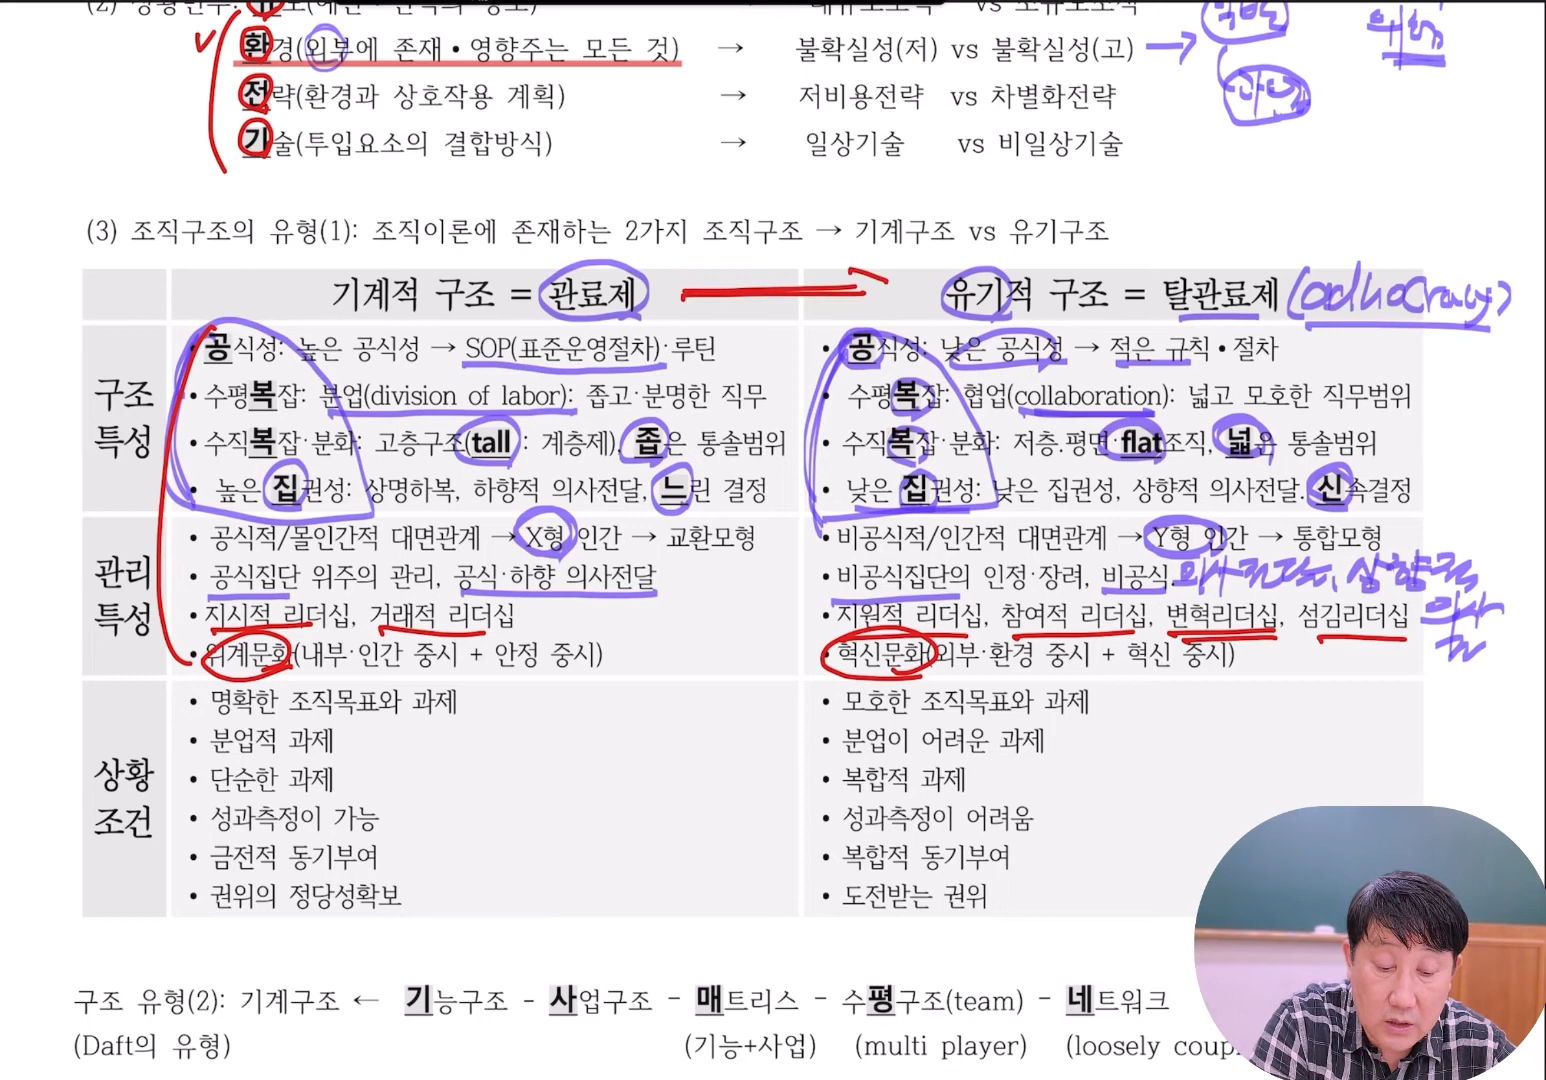 환경(외부에 존재•영향주는 모든 것) → 불확실성(저) vs 불확실성(고)
전략(환경과 상호작용 계획) → 저비용전략 vs 차별화전략
기술(투입요소의 결합방식) → 일상기술 vs 비일상기술
(3) 조직구조의 유형(1): 조직이론에 존재하는 2가지 조직구조 → 기계구조 vs 유기구조
기계적 구조 = 관료제
유기적 구조 = 탈관료제 (adhocracy)
구조 특성
• 공식성: 높은 공식성 → SOP(표준운영절차)·루틴
• 수평복잡: 분업(division of labor): 좁고·분명한 직무
• 수직복잡·분화: 고층구조(tall : 계층제), 좁은 통솔범위
• 높은 집권성: 상명하복, 하향적 의사전달, 느린 결정
• 공식성: 낮은 공식성 → 적은 규칙•절차
• 수평복잡: 협업(collaboration): 넓고 모호한 직무범위
• 수직복잡·분화: 저층.평면·flat조직, 넓은 통솔범위
• 낮은 집권성: 낮은 집권성, 상향적 의사전달. 신속결정
관리 특성
• 공식적/몰인간적 대면관계 → X형 인간 → 교환모형
• 공식집단 위주의 관리, 공식·하향 의사전달
• 지시적 리더십, 거래적 리더십
• 위계문화(내부·인간 중시 + 안정 중시)
• 비공식적/인간적 대면관계 → Y형 인간 → 통합모형
• 비공식집단의 인정·장려, 비공식
• 지원적 리더십, 참여적 리더십, 변혁리더십, 섬김리더십
• 혁신문화(외부·환경 중시 + 혁신 중시)
상황 조건
• 명확한 조직목표와 과제
• 분업적 과제
• 단순한 과제
• 성과측정이 가능
• 금전적 동기부여
• 권위의 정당성확보
• 모호한 조직목표와 과제
• 분업이 어려운 과제
• 복합적 과제
• 성과측정이 어려움
• 복합적 동기부여
• 도전받는 권위
구조 유형(2): 기계구조 ← 기능구조 - 사업구조 - 매트리스 - 수평구조(team) - 네트워크
(Daft의 유형) (기능+사업) (multi player) (loosely